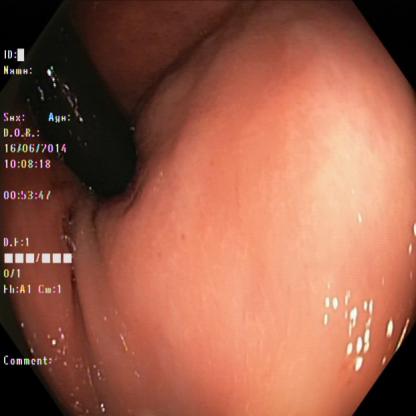 ID:
Name:
Sex: Age:
D.O.B.:
16/06/2014
10:08:18
00:53:47
D.F:1
■■■/■■■
0/1
Eh:A1 Cm:1
Comment: